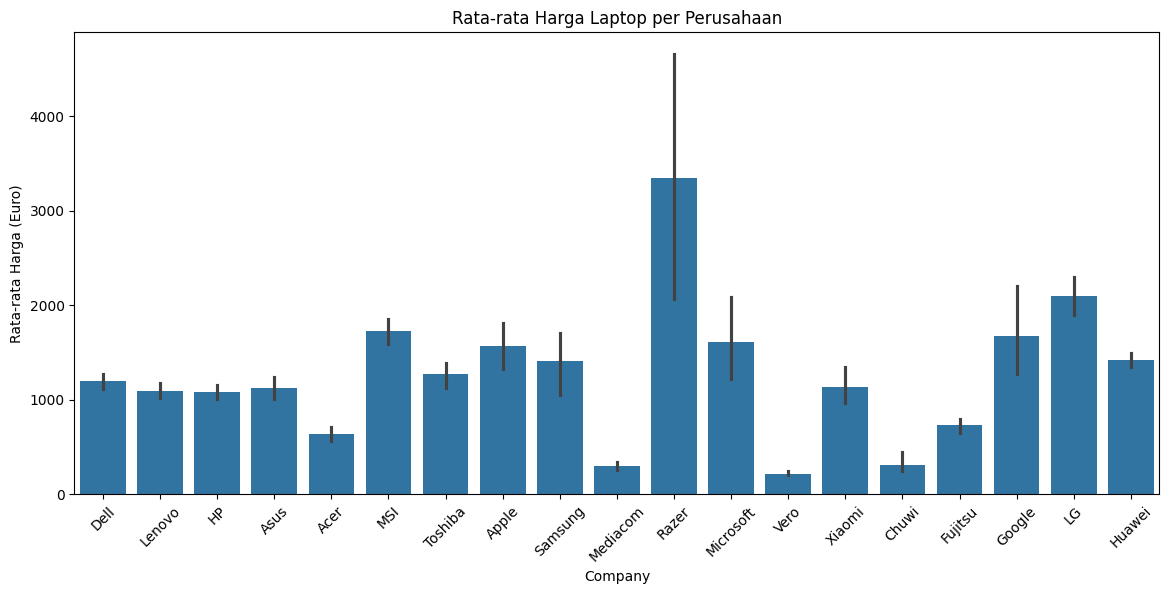 Rata-rata Harga Laptop per Perusahaan
Rata-rata Harga (Euro)
4000
3000
2000
1000
0
Dell
Lenovo
HP
Asus
Acer
MSI
Toshiba
Apple
Samsung
Mediacom
Razer
Microsoft
Vero
Xiaomi
Chuwi
Fujitsu
Google
LG
Huawei
Company